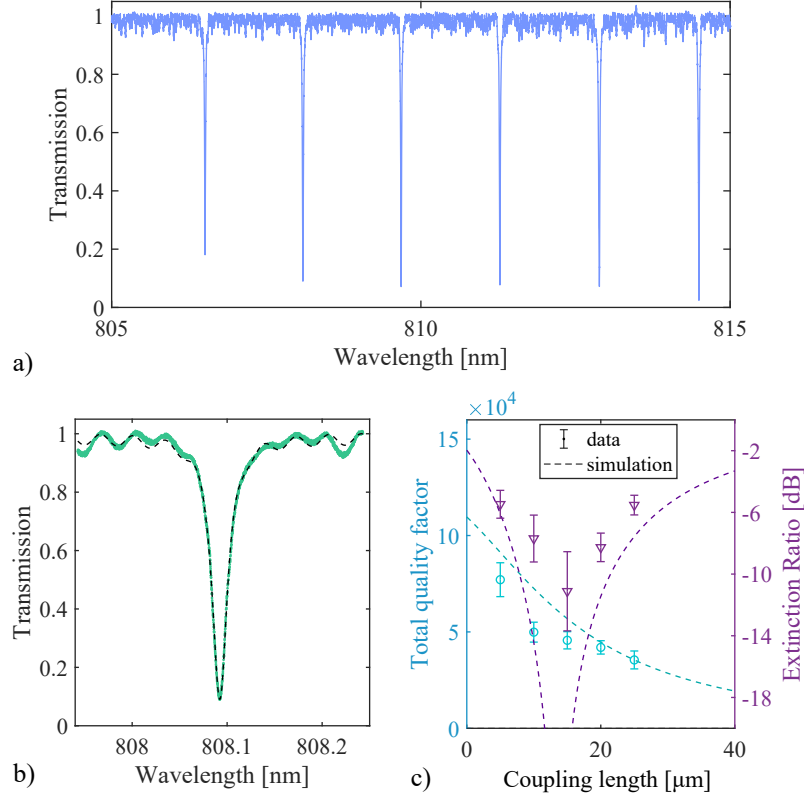 1
0.8
0.6
0.4
0.2
0
Transmission
805
810
815
Wavelength [nm]
a)
1
0.8
0.6
0.4
0.2
0
Transmission
808
808.1
808.2
Wavelength [nm]
b)
×10⁴
15
10
5
0
Total quality factor
data
simulation
-2
-6
-10
-14
-18
Extinction Ratio [dB]
0
20
40
Coupling length [μm]
c)